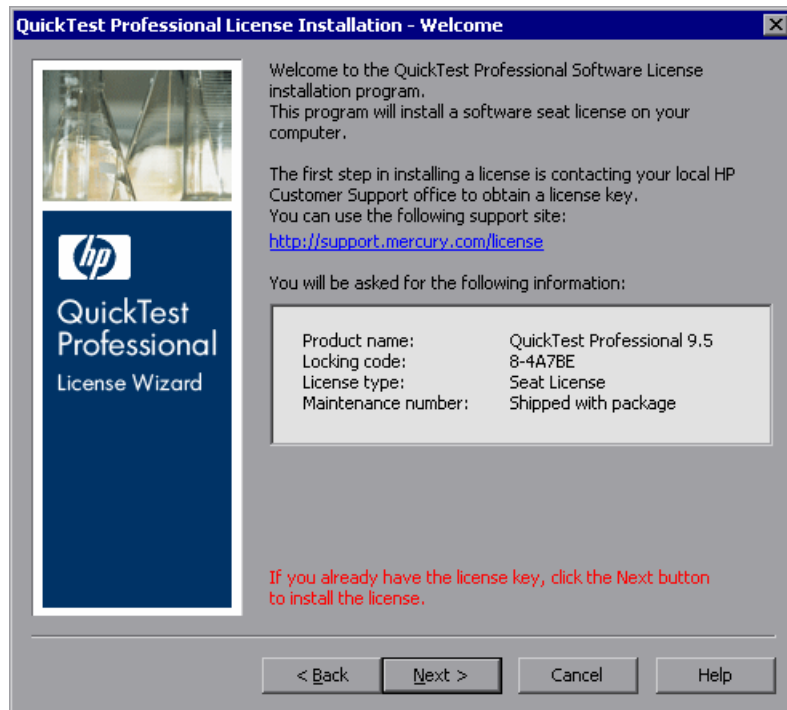 QuickTest Professional License Installation - Welcome
Welcome to the QuickTest Professional Software License
installation program.
This program will install a software seat license on your
computer.
The first step in installing a license is contacting your local HP
Customer Support office to obtain a license key.
You can use the following support site:
http://support.mercury.com/license
You will be asked for the following information:
hp
QuickTest
Professional
License Wizard
Product name: QuickTest Professional 9.5
Locking code: 8-4A7BE
License type: Seat License
Maintenance number: Shipped with package
If you already have the license key, click the Next button
to install the license.
< Back Next > Cancel Help